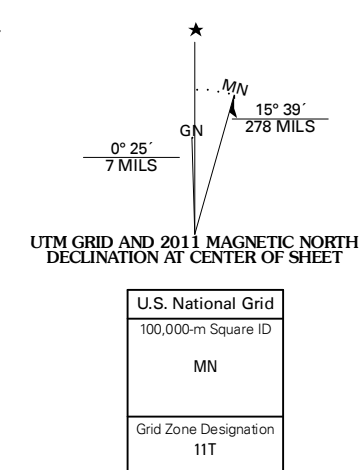 ★
MN
15° 39´
278 MILS
GN
0° 25´
7 MILS
UTM GRID AND 2011 MAGNETIC NORTH
DECLINATION AT CENTER OF SHEET
U.S. National Grid
100,000-m Square ID
MN
Grid Zone Designation
11T